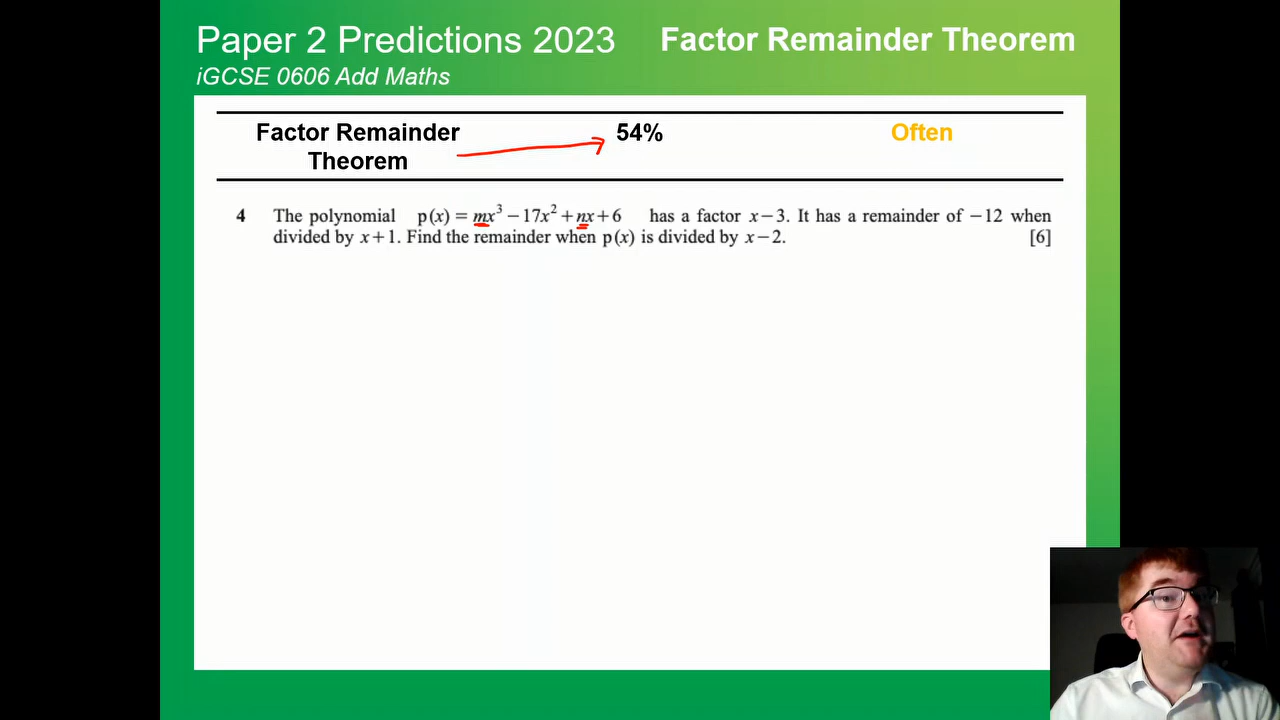 Paper 2 Predictions 2023
Factor Remainder Theorem
iGCSE 0606 Add Maths
Factor Remainder Theorem
54%
Often
4 The polynomial p(x) = mx³ − 17x² + nx + 6 has a factor x − 3. It has a remainder of −12 when
divided by x + 1. Find the remainder when p(x) is divided by x − 2. [6]